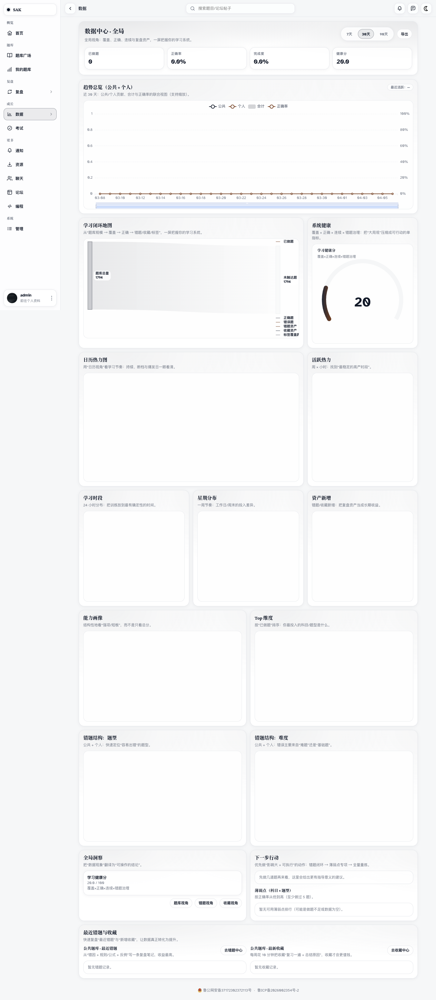 SAK
概览
首页
题库
题库广场
我的题库
复盘
复盘
成长
数据
考试
更多
通知
资源
聊天
论坛
编程
系统
管理
admin
前往个人资料
数据
搜索题目/论坛帖子
数据中心 · 全局
全局视角：覆盖、正确、连续与复盘资产，一屏把握你的学习系统。
7天 30天 90天 导出
已做题
0
正确率
0.0%
完成度
0.0%
健康分
20.0
趋势总览（公共 + 个人）
最近活跃：—
近 30 天：公共/个人贡献、合计与正确率的联合视图（支持缩放）。
公共 个人 合计 正确率
1 100%
0.8 80%
0.6 60%
0.4 40%
0.2 20%
0 0%
03-08 03-10 03-12 03-14 03-16 03-18 03-20 03-22 03-24 03-26 03-28 03-30 04-01 04-03 04-05
学习闭环地图
从“题库规模 → 覆盖 → 正确 → 错题/收藏/标签”，一屏把握你的学习系统。
已做题
题库总量
1794
未触达题
1794
正确题
错误题
错题资产
收藏资产
标签覆盖
系统健康
覆盖 × 正确 × 连续 × 错题治理：把“大局观”压缩成可行动的单
指标。
学习健康分
覆盖×正确×连续×错题治理
20
日历热力图
用“日历视角”看学习节奏：持续、断档与爆发日一眼看清。
活跃热力
周 × 小时：找到“最稳定的高产时段”。
学习时段
24 小时分布：把训练放到最有确定性的时间。
星期分布
一周节奏：工作日/周末的投入差异。
资产新增
错题/收藏新增：把复盘资产当成长期收益。
能力画像
结构性地看“强项/短板”，而不是只看总分。
Top 维度
按“已做题”排序：你最投入的科目/题型是什么。
错题结构：题型
公共 + 个人：快速定位“容易出错”的题型。
错题结构：难度
公共 + 个人：错误主要来自“难题”还是“基础题”。
全局洞察
把“数据现象”翻译为“可操作的结论”。
学习健康分
20.0 / 100
覆盖×正确×连续×错题治理
题库视角 错题视角 收藏视角
下一步行动
优先做“影响大 + 可执行”的动作：错题闭环 → 薄弱点专项 → 全量重练。
先做几道题再来看，这里会给出更有指导意义的建议。
薄弱点（科目 × 题型）
按正确率从低到高（至少做过 5 题）。
暂无可用薄弱点排行（可能是做题不足或数据为空）。
最近错题与收藏
快速复盘“最近错题”与“新增收藏”，让数据真正转化为提升。
公共题库 · 最近错题
从“错因 + 规则/公式 + 反例”写一条复盘笔记，收益最高。
去错题中心
暂无错题记录。
公共题库 · 最新收藏
每周花 10 分钟把收藏“复习一遍 + 总结原因”，收藏才会更值钱。
去收藏中心
暂无收藏记录。
鲁公网安备37172302372113号 · 鲁ICP备2026002354号-2